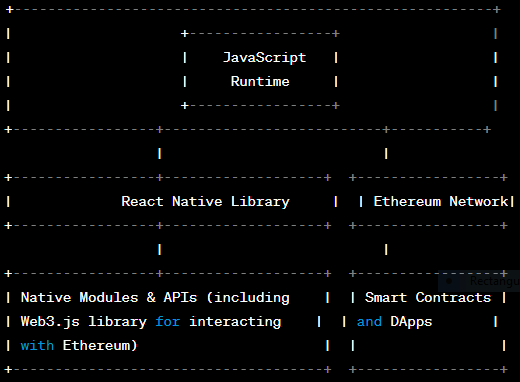 JavaScript
Runtime
React Native Library | Ethereum Network|
Native Modules & APIs (including | Smart Contracts |
Web3.js library for interacting | and DApps |
with Ethereum)